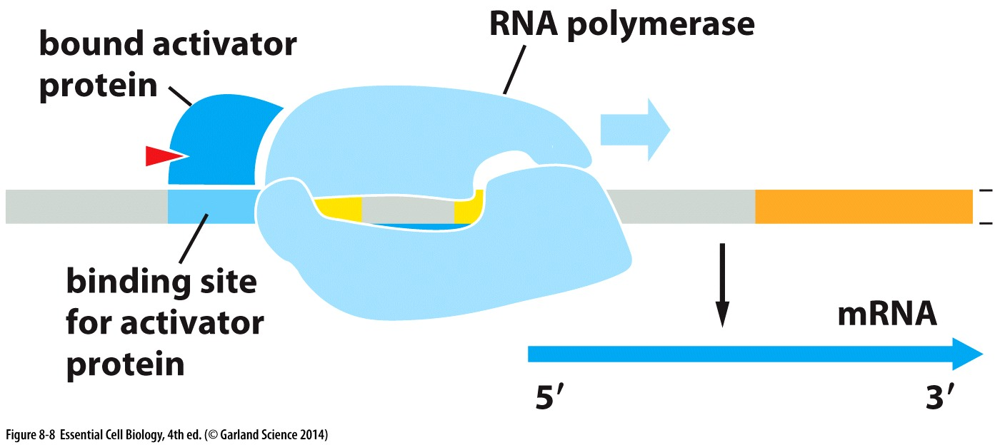 bound activator
protein
RNA polymerase
binding site
for activator
protein
mRNA
5′
3′
Figure 8-8 Essential Cell Biology, 4th ed. (© Garland Science 2014)